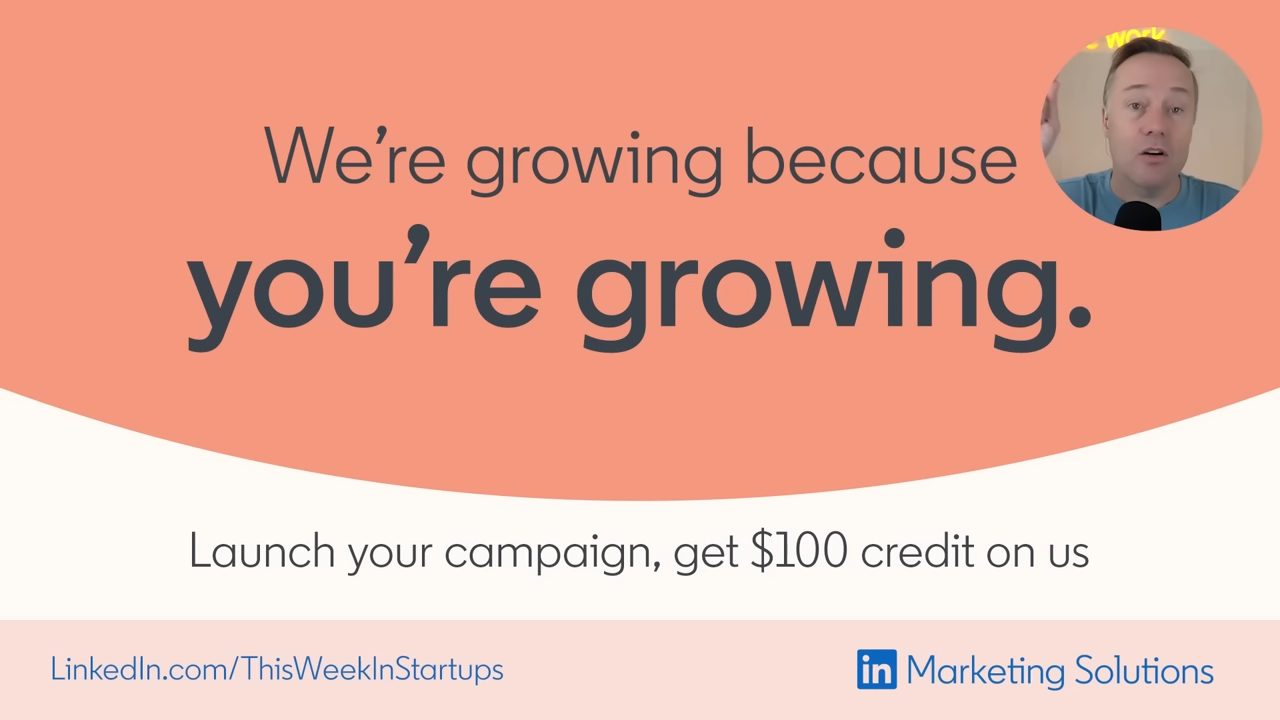 We’re growing because
you’re growing.
work
Launch your campaign, get $100 credit on us
LinkedIn.com/ThisWeekInStartups
in Marketing Solutions